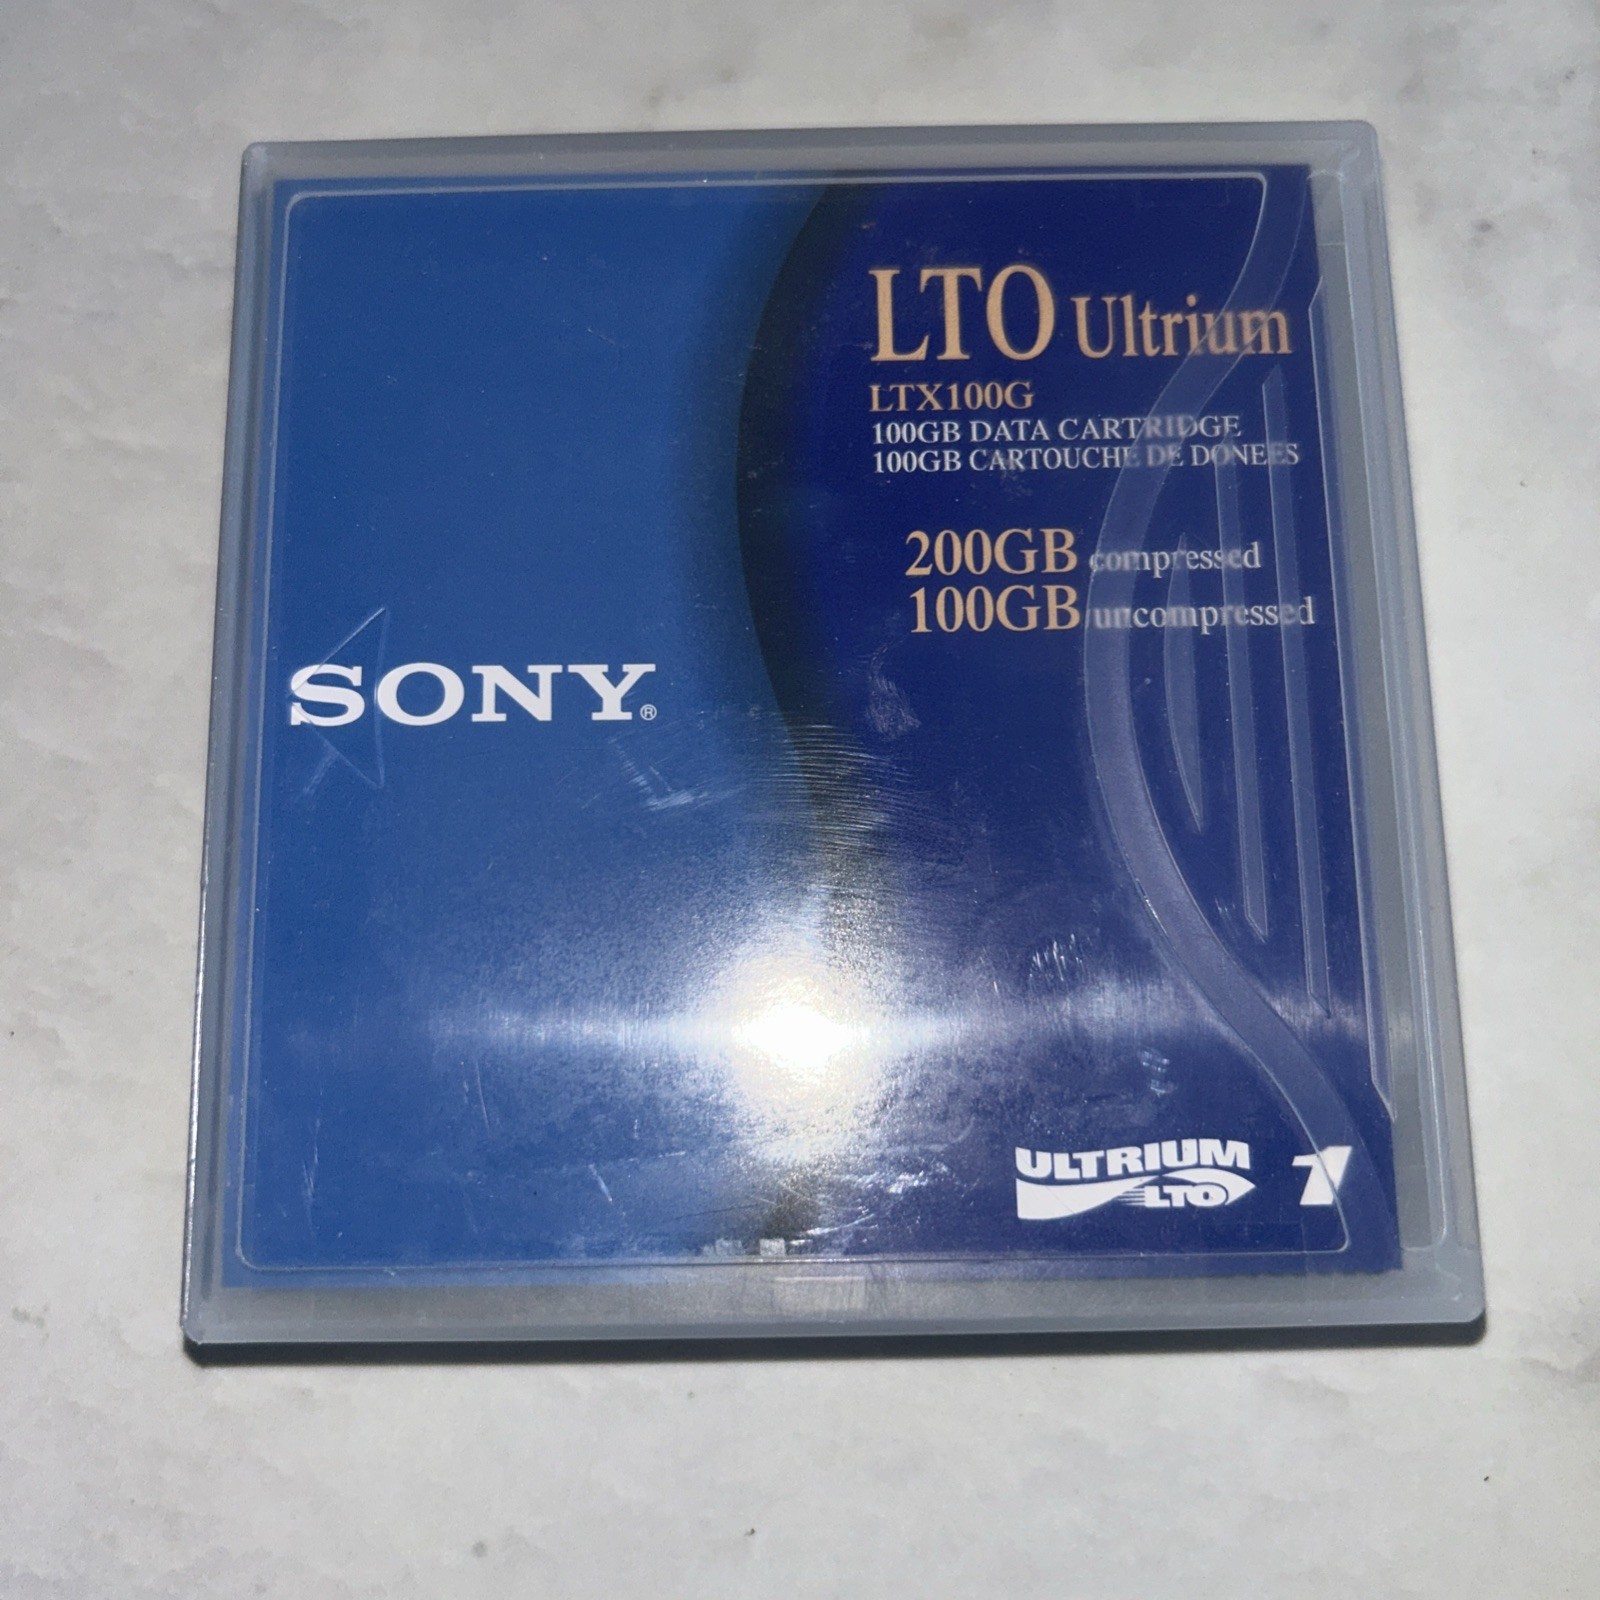 LTO Ultrium
LTX100G
100GB DATA CARTRIDGE
100GB CARTOUCHE DE DONEES
200GB compressed
100GB uncompressed
SONY®
ULTRIUM 1
LTO